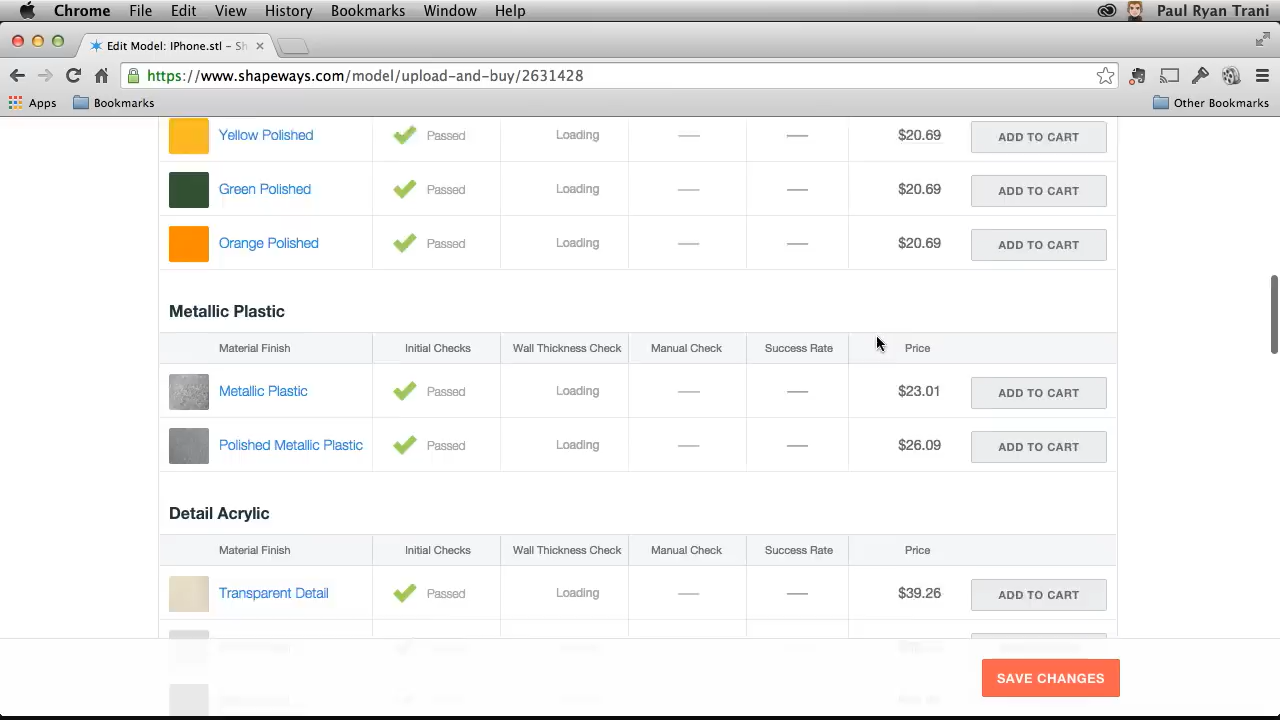 Chrome File Edit View History Bookmarks Window Help Paul Ryan Trani
Edit Model: IPhone.stl – Sh
https://www.shapeways.com/model/upload-and-buy/2631428
Apps Bookmarks Other Bookmarks
Yellow Polished Passed Loading — — $20.69 ADD TO CART
Green Polished Passed Loading — — $20.69 ADD TO CART
Orange Polished Passed Loading — — $20.69 ADD TO CART
Metallic Plastic
Material Finish Initial Checks Wall Thickness Check Manual Check Success Rate Price
Metallic Plastic Passed Loading — — $23.01 ADD TO CART
Polished Metallic Plastic Passed Loading — — $26.09 ADD TO CART
Detail Acrylic
Material Finish Initial Checks Wall Thickness Check Manual Check Success Rate Price
Transparent Detail Passed Loading — — $39.26 ADD TO CART
SAVE CHANGES